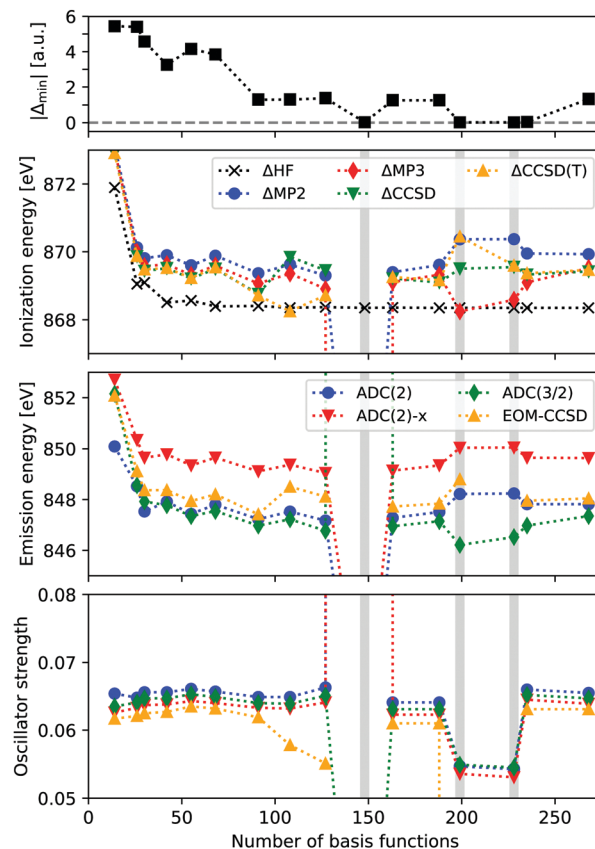 6
4
2
0
|Δmin| [a.u.]
872
870
868
Ionization energy [eV]
ΔHF
ΔMP2
ΔMP3
ΔCCSD
ΔCCSD(T)
852
850
848
846
Emission energy [eV]
ADC(2)
ADC(2)-x
ADC(3/2)
EOM-CCSD
0.08
0.07
0.06
0.05
Oscillator strength
0 50 100 150 200 250
Number of basis functions